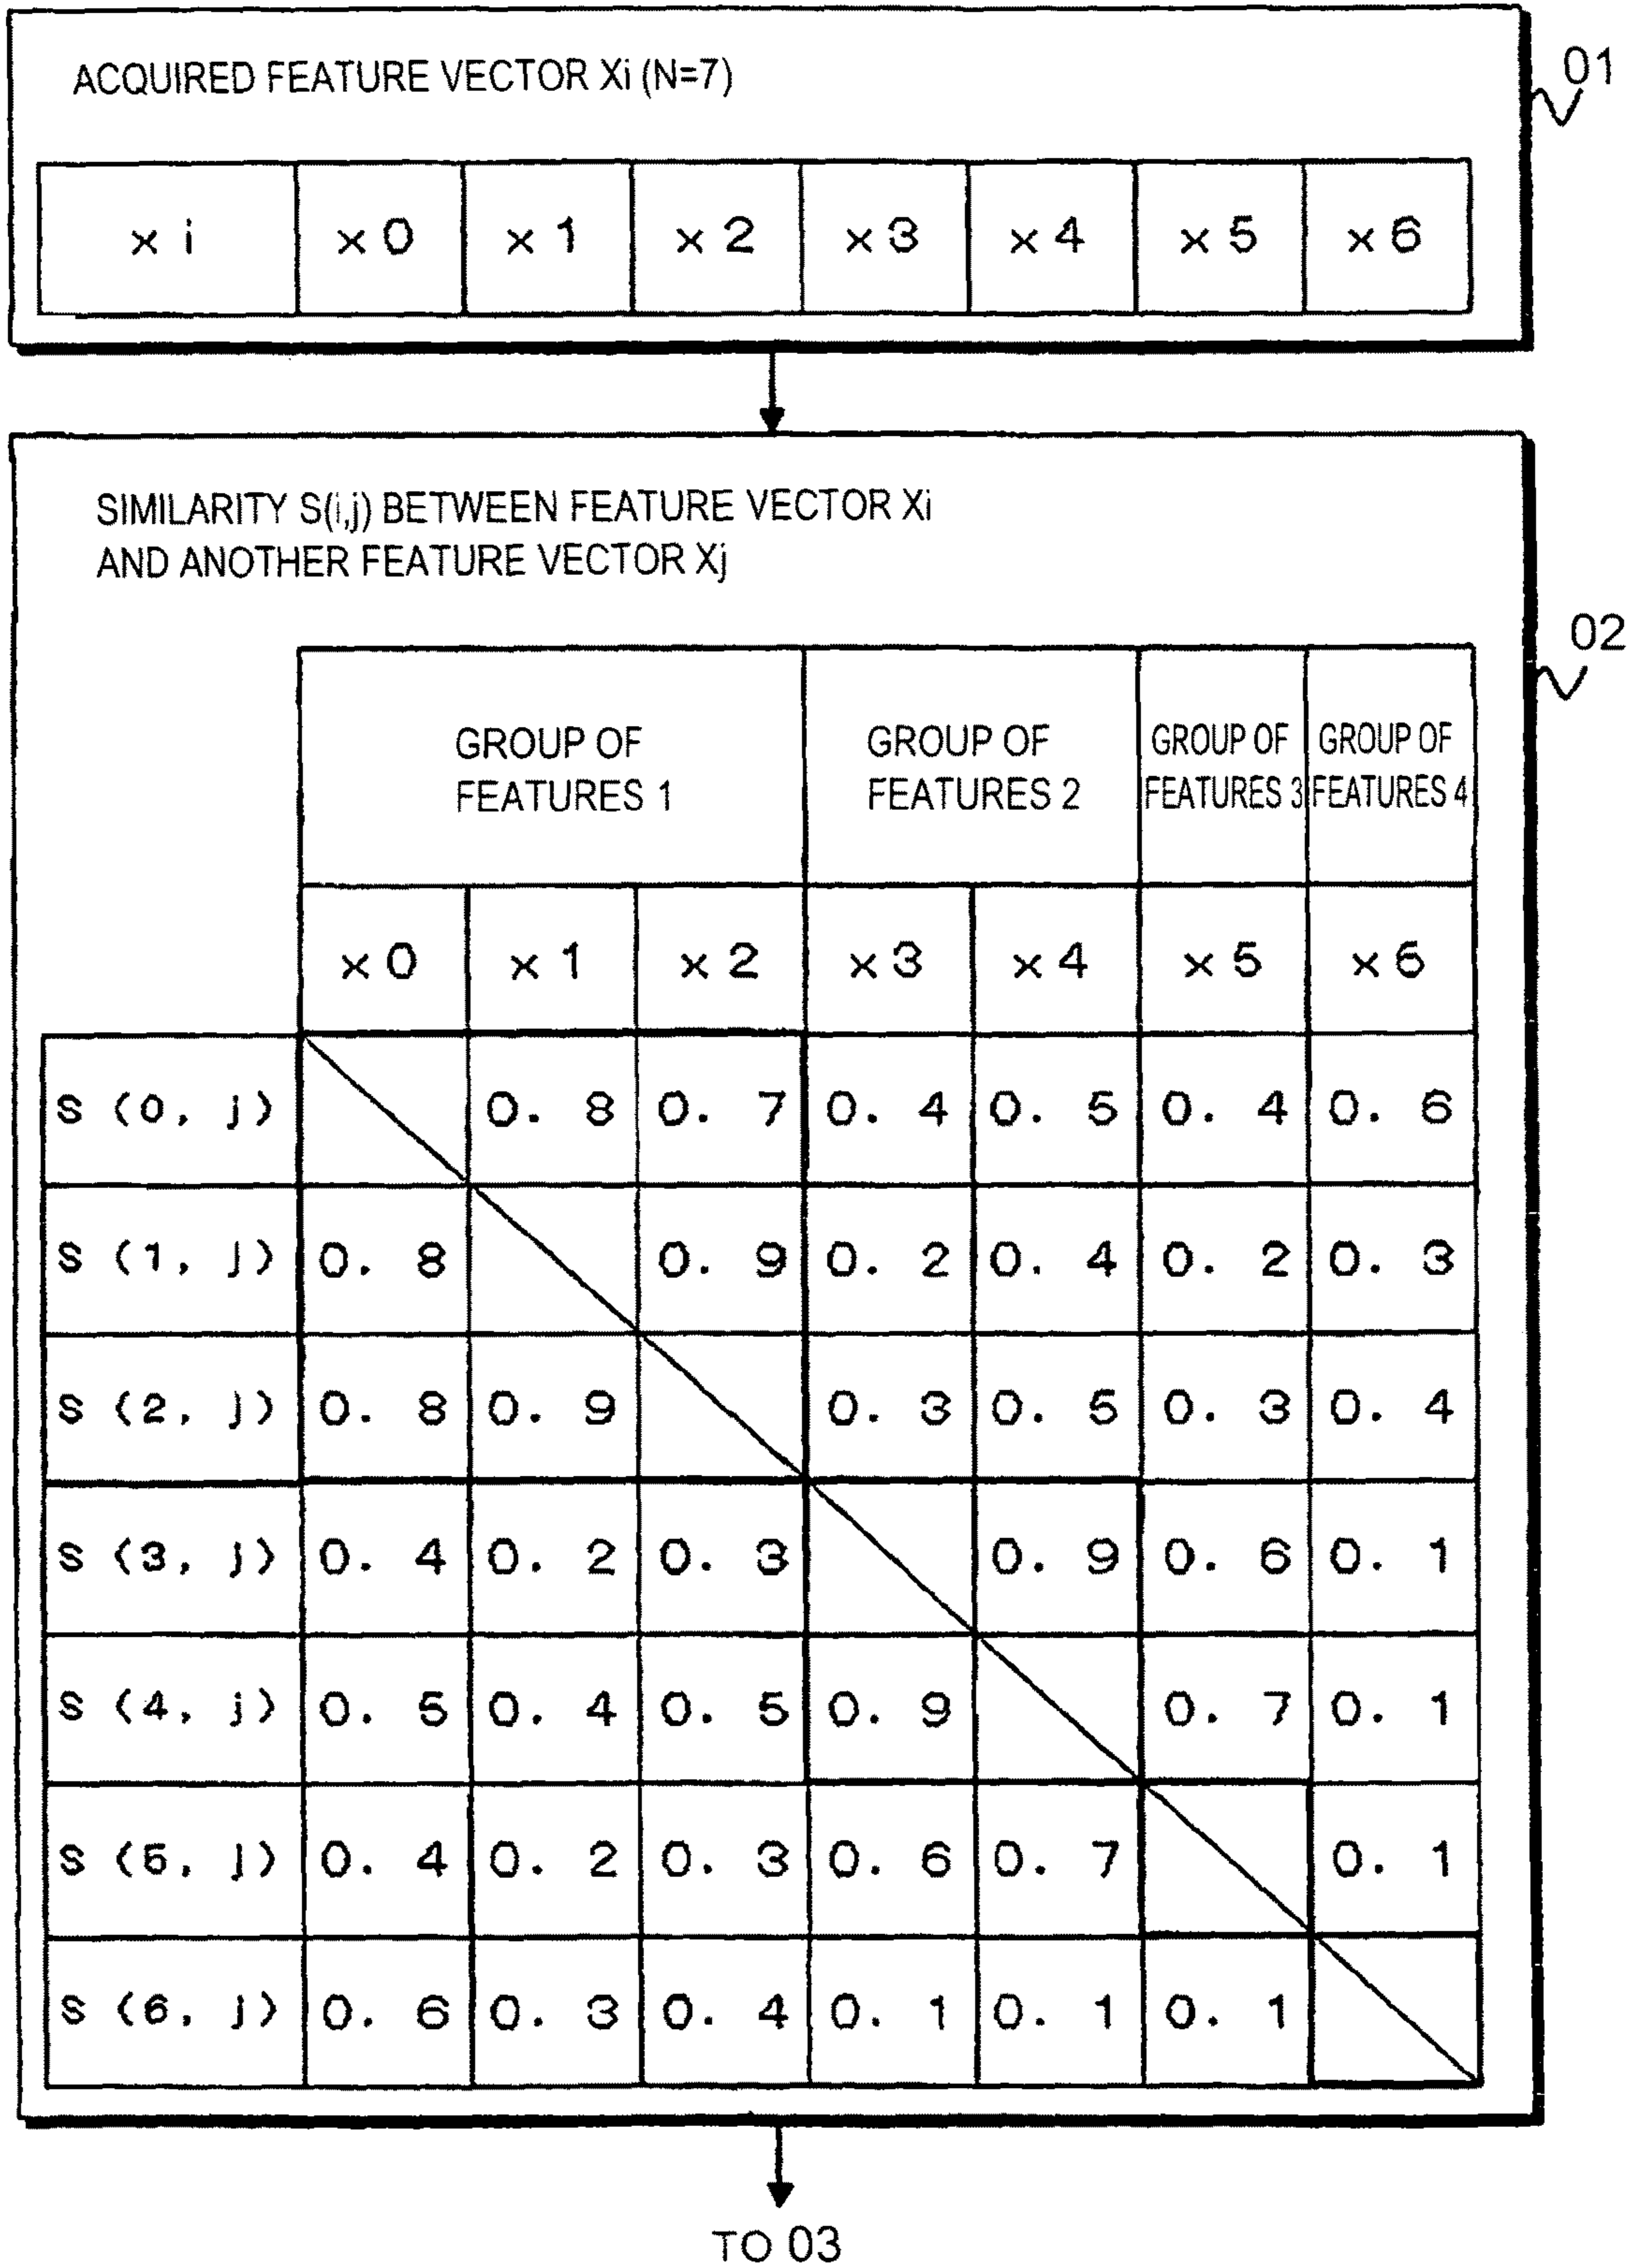 ACQUIRED FEATURE VECTOR Xi (N=7)
01
x i x 0 x 1 x 2 x 3 x 4 x 5 x 6
SIMILARITY S(i,j) BETWEEN FEATURE VECTOR Xi
AND ANOTHER FEATURE VECTOR Xj
02
GROUP OF FEATURES 1 GROUP OF FEATURES 2 GROUP OF FEATURES 3 GROUP OF FEATURES 4
x 0 x 1 x 2 x 3 x 4 x 5 x 6
S (0, j) 0. 8 0. 7 0. 4 0. 5 0. 4 0. 6
S (1, j) 0. 8 0. 9 0. 2 0. 4 0. 2 0. 3
S (2, j) 0. 8 0. 9 0. 3 0. 5 0. 3 0. 4
S (3, j) 0. 4 0. 2 0. 3 0. 9 0. 6 0. 1
S (4, j) 0. 5 0. 4 0. 5 0. 9 0. 7 0. 1
S (5, j) 0. 4 0. 2 0. 3 0. 6 0. 7 0. 1
S (6, j) 0. 6 0. 3 0. 4 0. 1 0. 1 0. 1
TO 03